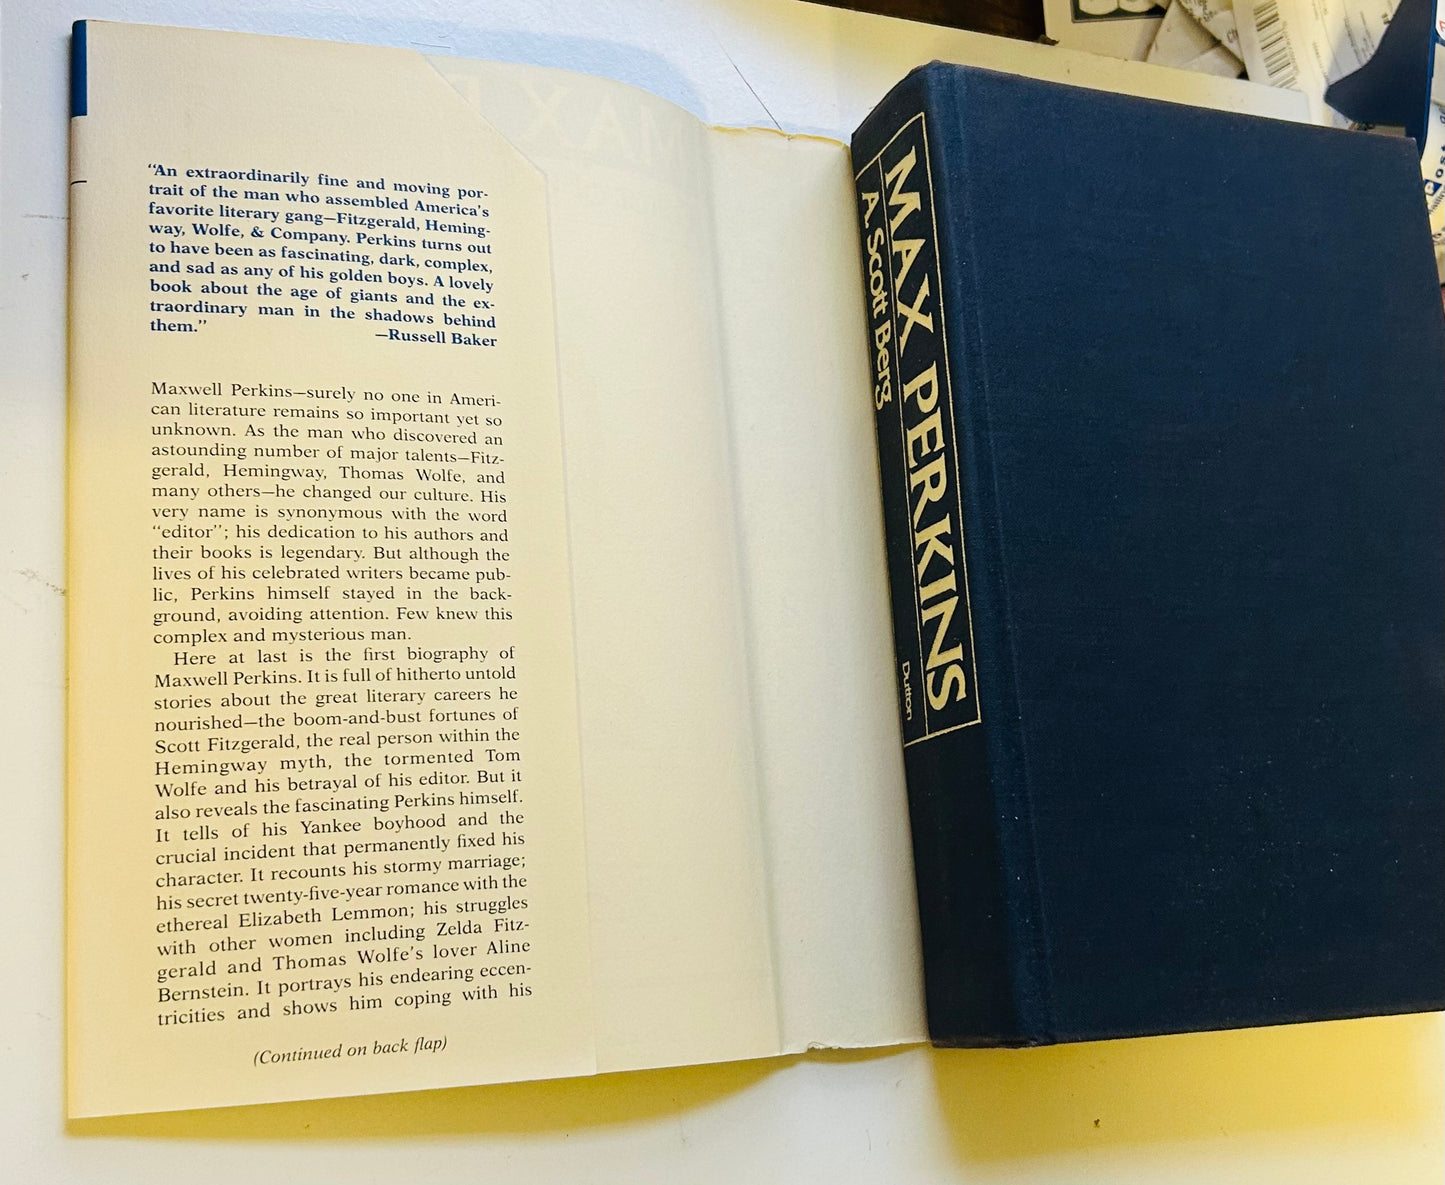 “An extraordinarily fine and moving por-
trait of the man who assembled America’s
favorite literary gang—Fitzgerald, Heming-
way, Wolfe, & Company. Perkins turns out
to have been as fascinating, dark, complex,
and sad as any of his golden boys. A lovely
book about the age of giants and the ex-
traordinary man in the shadows behind
them.”
—Russell Baker
Maxwell Perkins—surely no one in Ameri-
can literature remains so important yet so
unknown. As the man who discovered an
astounding number of major talents—Fitz-
gerald, Hemingway, Thomas Wolfe, and
many others—he changed our culture. His
very name is synonymous with the word
“editor”; his dedication to his authors and
their books is legendary. But although the
lives of his celebrated writers became pub-
lic, Perkins himself stayed in the back-
ground, avoiding attention. Few knew this
complex and mysterious man.
Here at last is the first biography of
Maxwell Perkins. It is full of hitherto untold
stories about the great literary careers he
nourished—the boom-and-bust fortunes of
Scott Fitzgerald, the real person within the
Hemingway myth, the tormented Tom
Wolfe and his betrayal of his editor. But it
also reveals the fascinating Perkins himself.
It tells of his Yankee boyhood and the
crucial incident that permanently fixed his
character. It recounts his stormy marriage;
his secret twenty-five-year romance with the
ethereal Elizabeth Lemmon; his struggles
with other women including Zelda Fitz-
gerald and Thomas Wolfe’s lover Aline
Bernstein. It portrays his endearing eccen-
tricities and shows him coping with his
(Continued on back flap)
MAX PERKINS
A. Scott Berg
Dutton